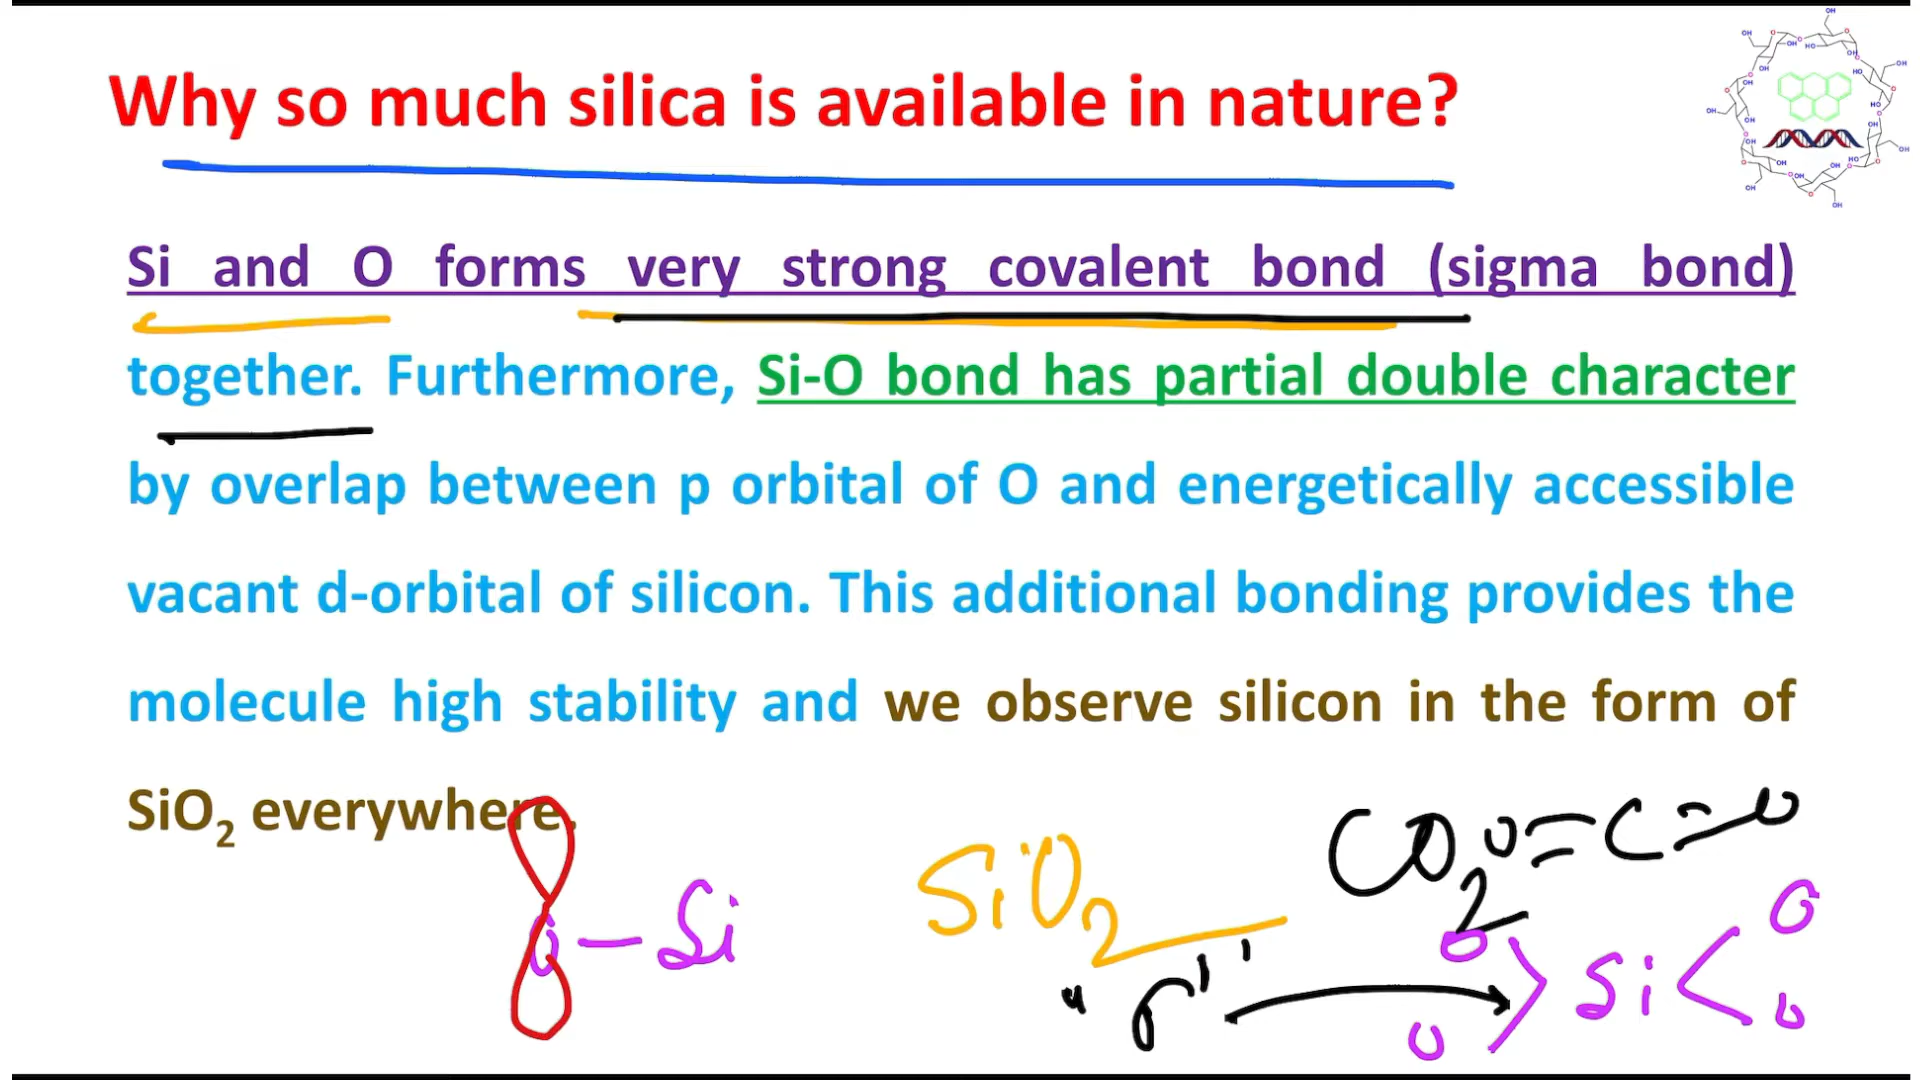 Why so much silica is available in nature?
Si and O forms very strong covalent bond (sigma bond)
together. Furthermore, Si-O bond has partial double character
by overlap between p orbital of O and energetically accessible
vacant d-orbital of silicon. This additional bonding provides the
molecule high stability and we observe silicon in the form of
SiO₂ everywhere.
O-Si
SiO₂
CO₂ O=C=O
O O
Si
O O